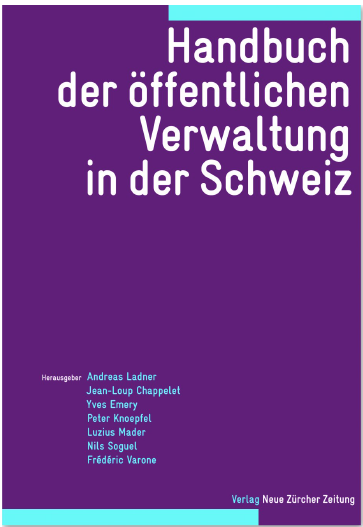 Handbuch
der öffentlichen
Verwaltung
in der Schweiz
Herausgeber Andreas Ladner
Jean-Loup Chappelet
Yves Emery
Peter Knoepfel
Luzius Mader
Nils Soguel
Frédéric Varone
Verlag Neue Zürcher Zeitung